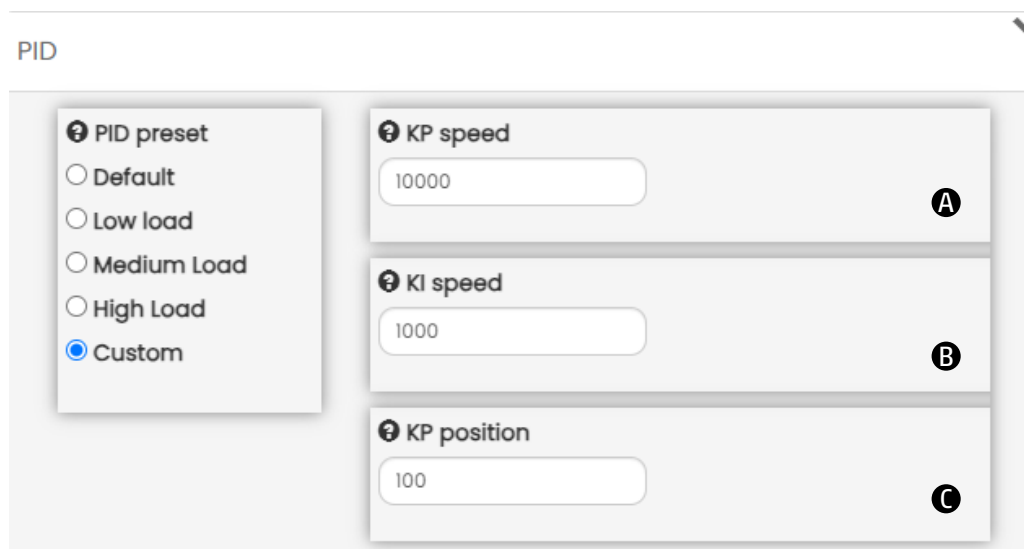 PID
PID preset
Default
Low load
Medium Load
High Load
Custom
KP speed
10000
A
KI speed
1000
B
KP position
100
C